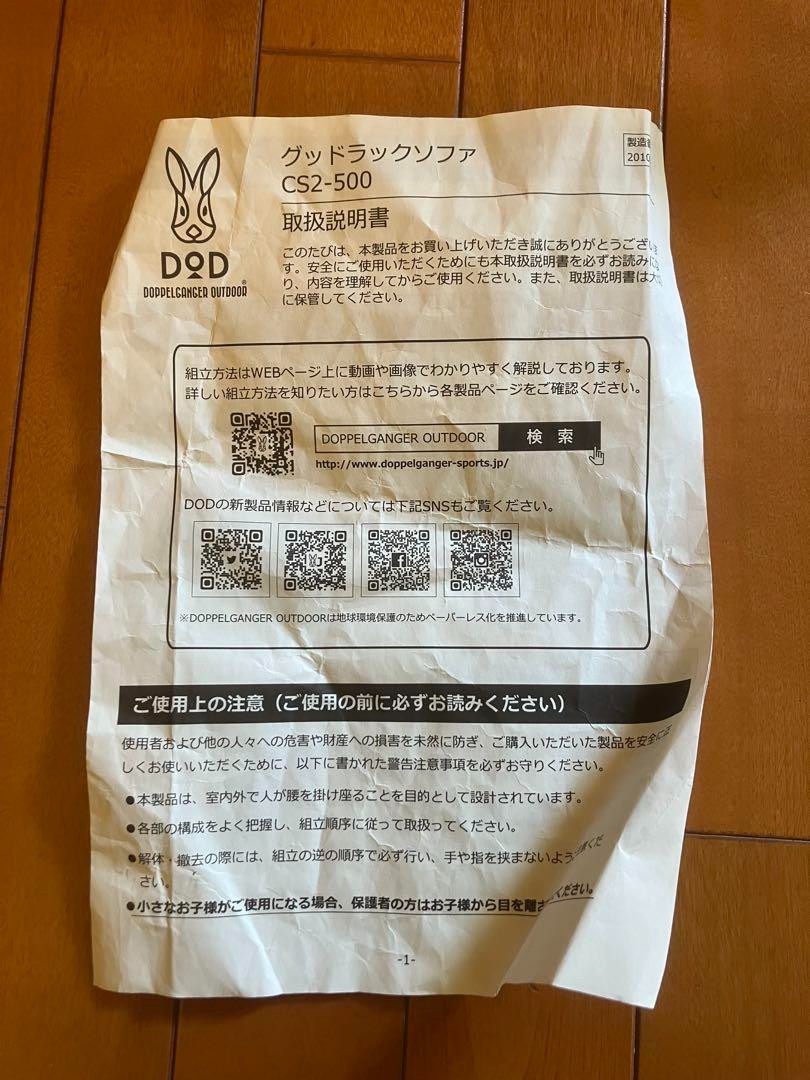 グッドラックソファ
CS2-500
製造
2010
取扱説明書
DOD
DOPPELGANGER OUTDOOR®
このたびは、本製品をお買い上げいただき誠にありがとうござい
す。安全にご使用いただくためにも本取扱説明書を必ずお読み
り、内容を理解してからご使用ください。また、取扱説明書は
に保管してください。
組立方法はWEBページ上に動画や画像でわかりやすく解説しております。
詳しい組立方法を知りたい方はこちらから各製品ページをご確認ください。
DOPPELGANGER OUTDOOR 検 索
http://www.doppelganger-sports.jp/
DODの新製品情報などについては下記SNSもご覧ください。
※DOPPELGANGER OUTDOORは地球環境保護のためペーパーレス化を推進しています。
ご使用上の注意（ご使用の前に必ずお読みください）
使用者および他の人々への危害や財産への損害を未然に防ぎ、ご購入いただいた製品を安全に
しくお使いいただくために、以下に書かれた警告注意事項を必ずお守りください。
●本製品は、室内外で人が腰を掛け座ることを目的として設計されています。
●各部の構成をよく把握し、組立順序に従って取扱ってください。
●解体・撤去の際には、組立の逆の順序で必ず行い、手や指を挟まないよう くだ
さい。
●小さなお子様がご使用になる場合、保護者の方はお子様から目を離さ ください。
-1-